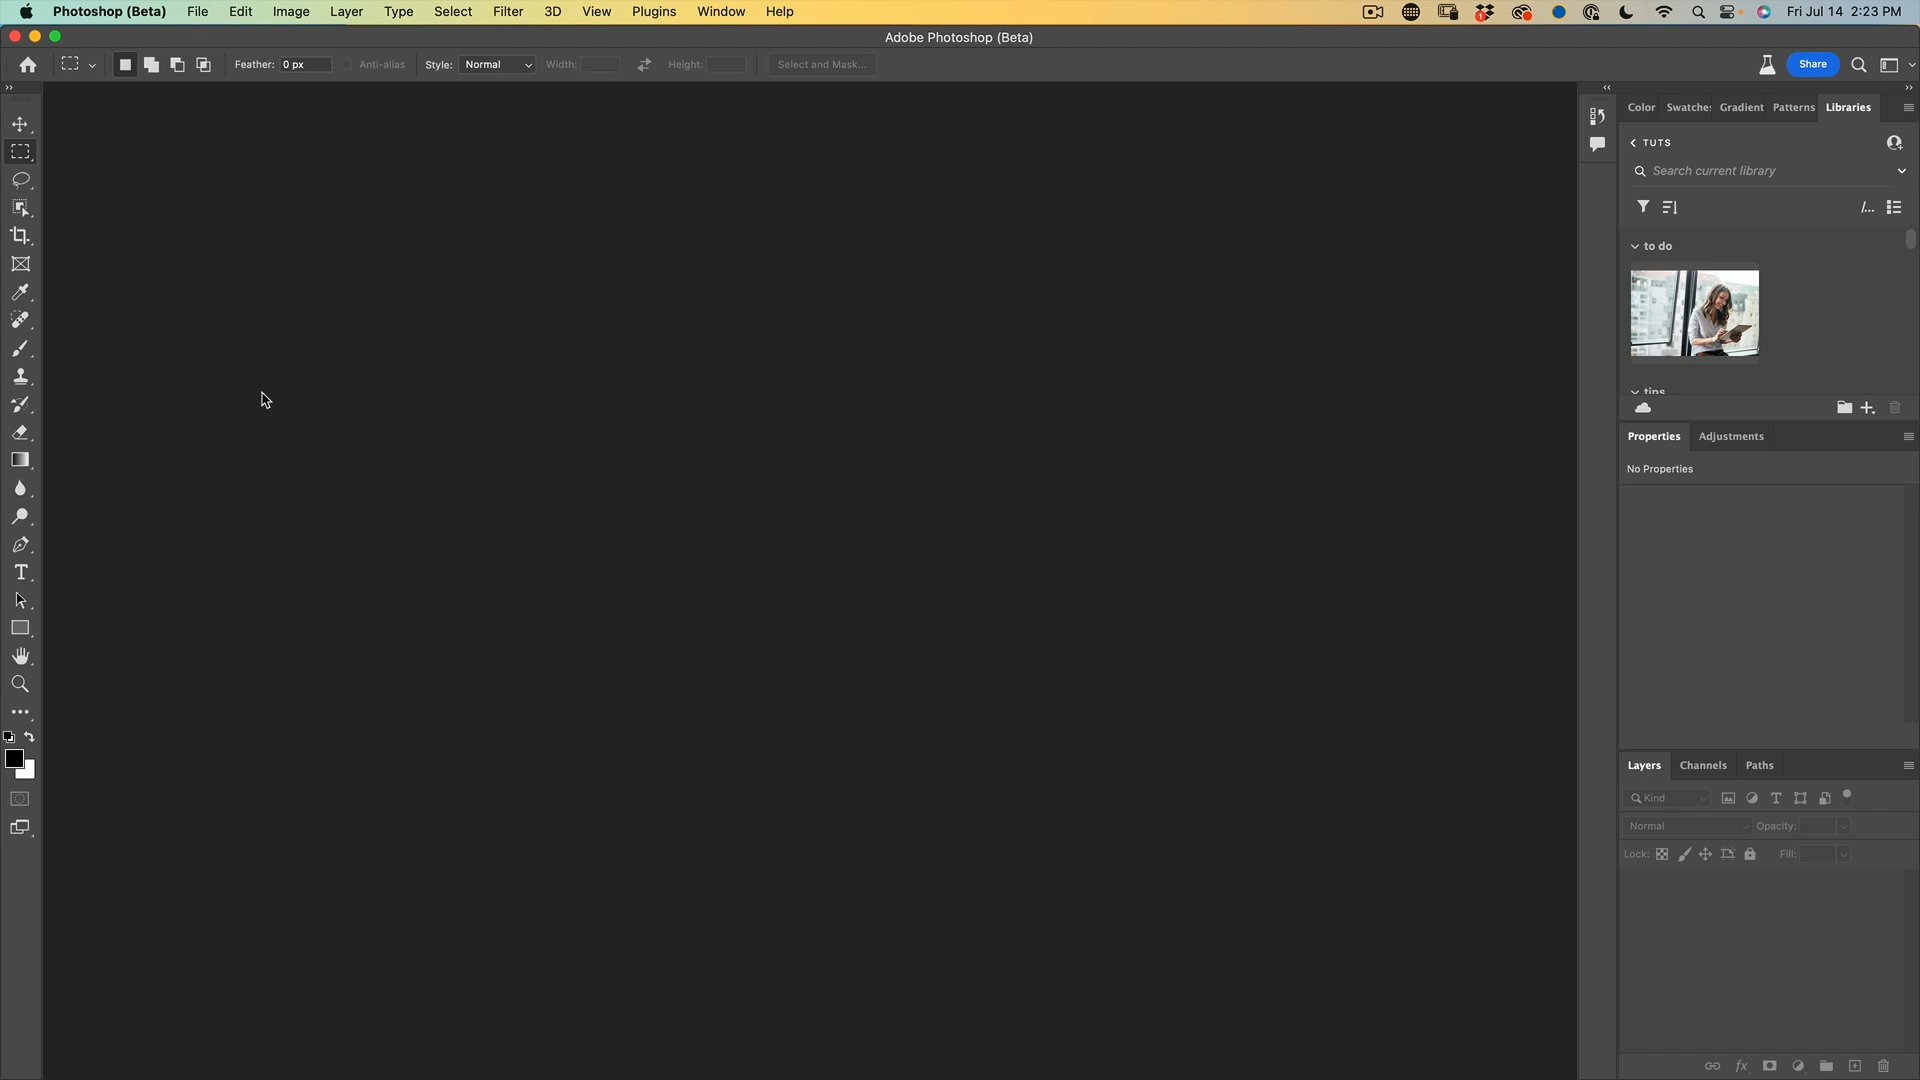 Photoshop (Beta) File Edit Image Layer Type Select Filter 3D View Plugins Window Help 1 Fri Jul 14 2:23 PM
Adobe Photoshop (Beta)
Feather: 0 px Anti-alias Style: Normal Width: Height: Select and Mask... Share
Color Swatche: Gradient Patterns Libraries
TUTS
Search current library
/...
to do
tips
Properties Adjustments
No Properties
Layers Channels Paths
Kind
Normal Opacity:
Lock: Fill:
fx